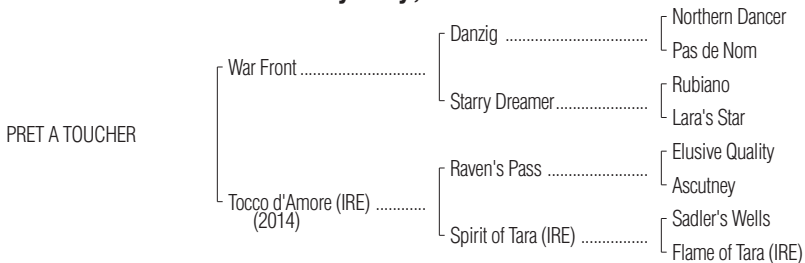 Northern Dancer
Danzig ......................................
Pas de Nom
War Front .................................
Rubiano
Starry Dreamer........................
Lara's Star
PRET A TOUCHER
Elusive Quality
Raven's Pass ...........................
Ascutney
Tocco d'Amore (IRE) .............
(2014)
Sadler's Wells
Spirit of Tara (IRE) ..................
Flame of Tara (IRE)